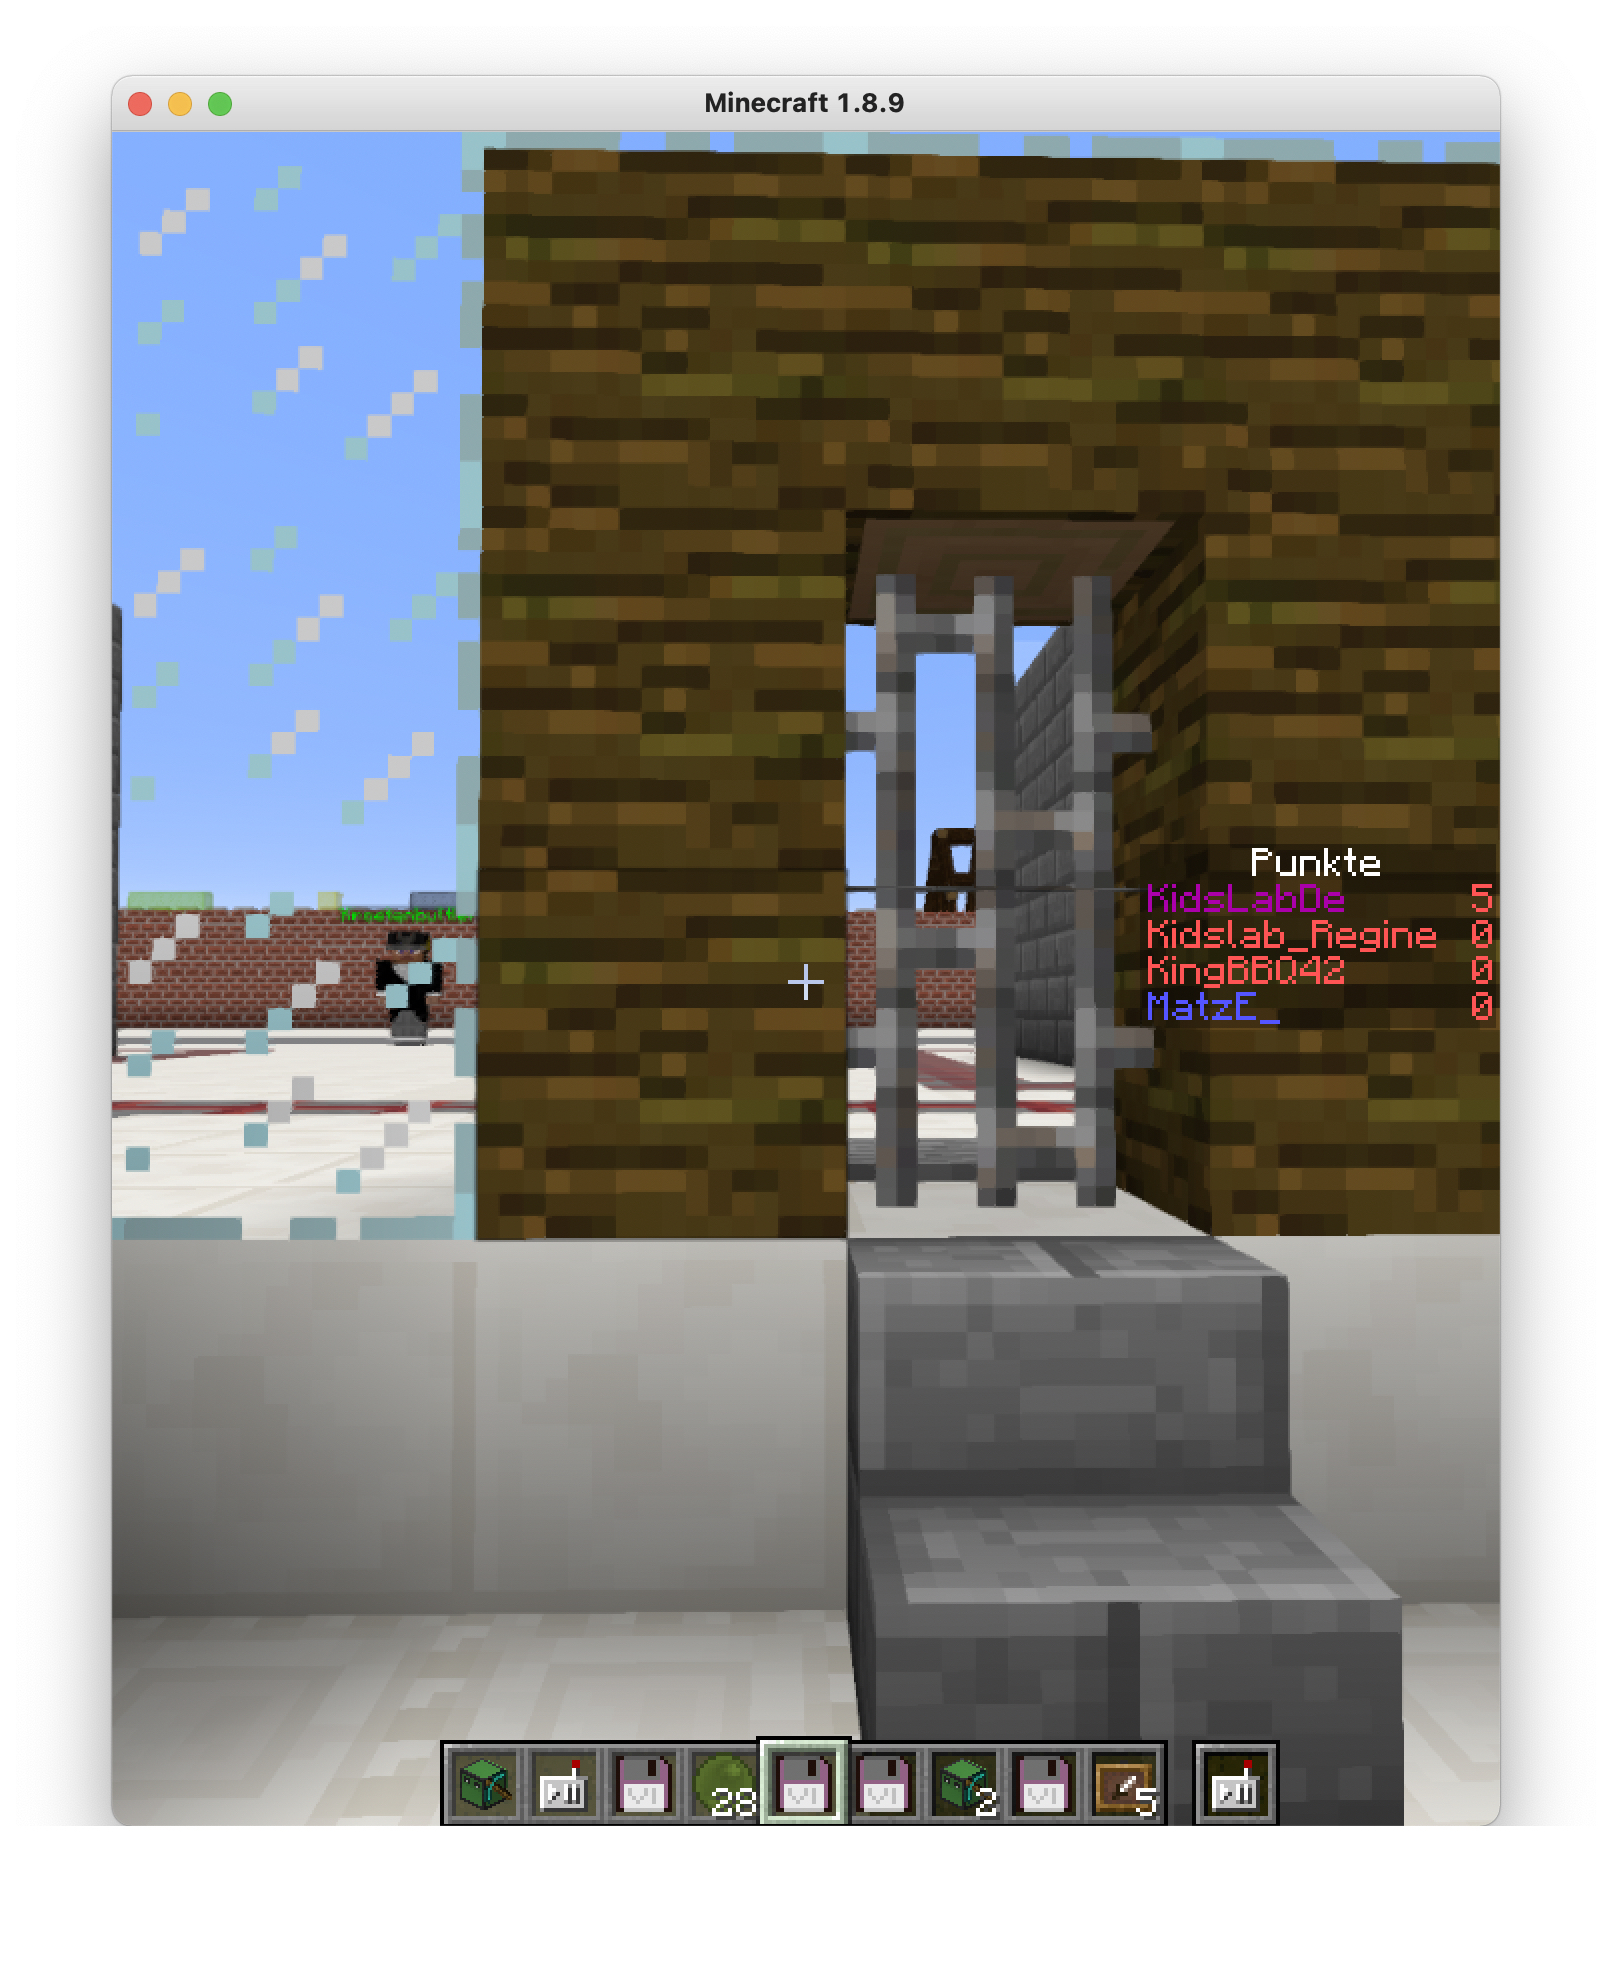 Minecraft 1.8.9
Punkte
KidsLabDe 5
Kidslab_Regine 0
KingBBQ42 0
MatzE_ 0
28
2
5